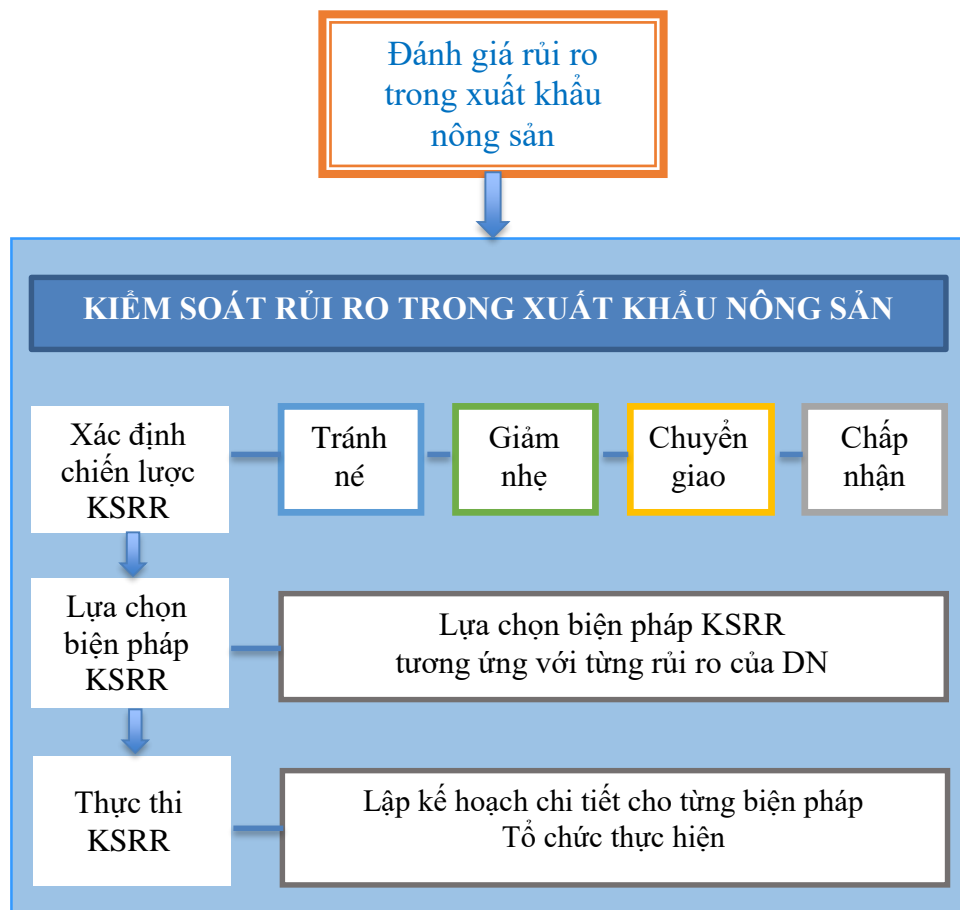 Đánh giá rủi ro
trong xuất khẩu
nông sản
KIỂM SOÁT RỦI RO TRONG XUẤT KHẨU NÔNG SẢN
Xác định
chiến lược
KSRR
Tránh
né
Giảm
nhẹ
Chuyển
giao
Chấp
nhận
Lựa chọn
biện pháp
KSRR
Lựa chọn biện pháp KSRR
tương ứng với từng rủi ro của DN
Thực thi
KSRR
Lập kế hoạch chi tiết cho từng biện pháp
Tổ chức thực hiện